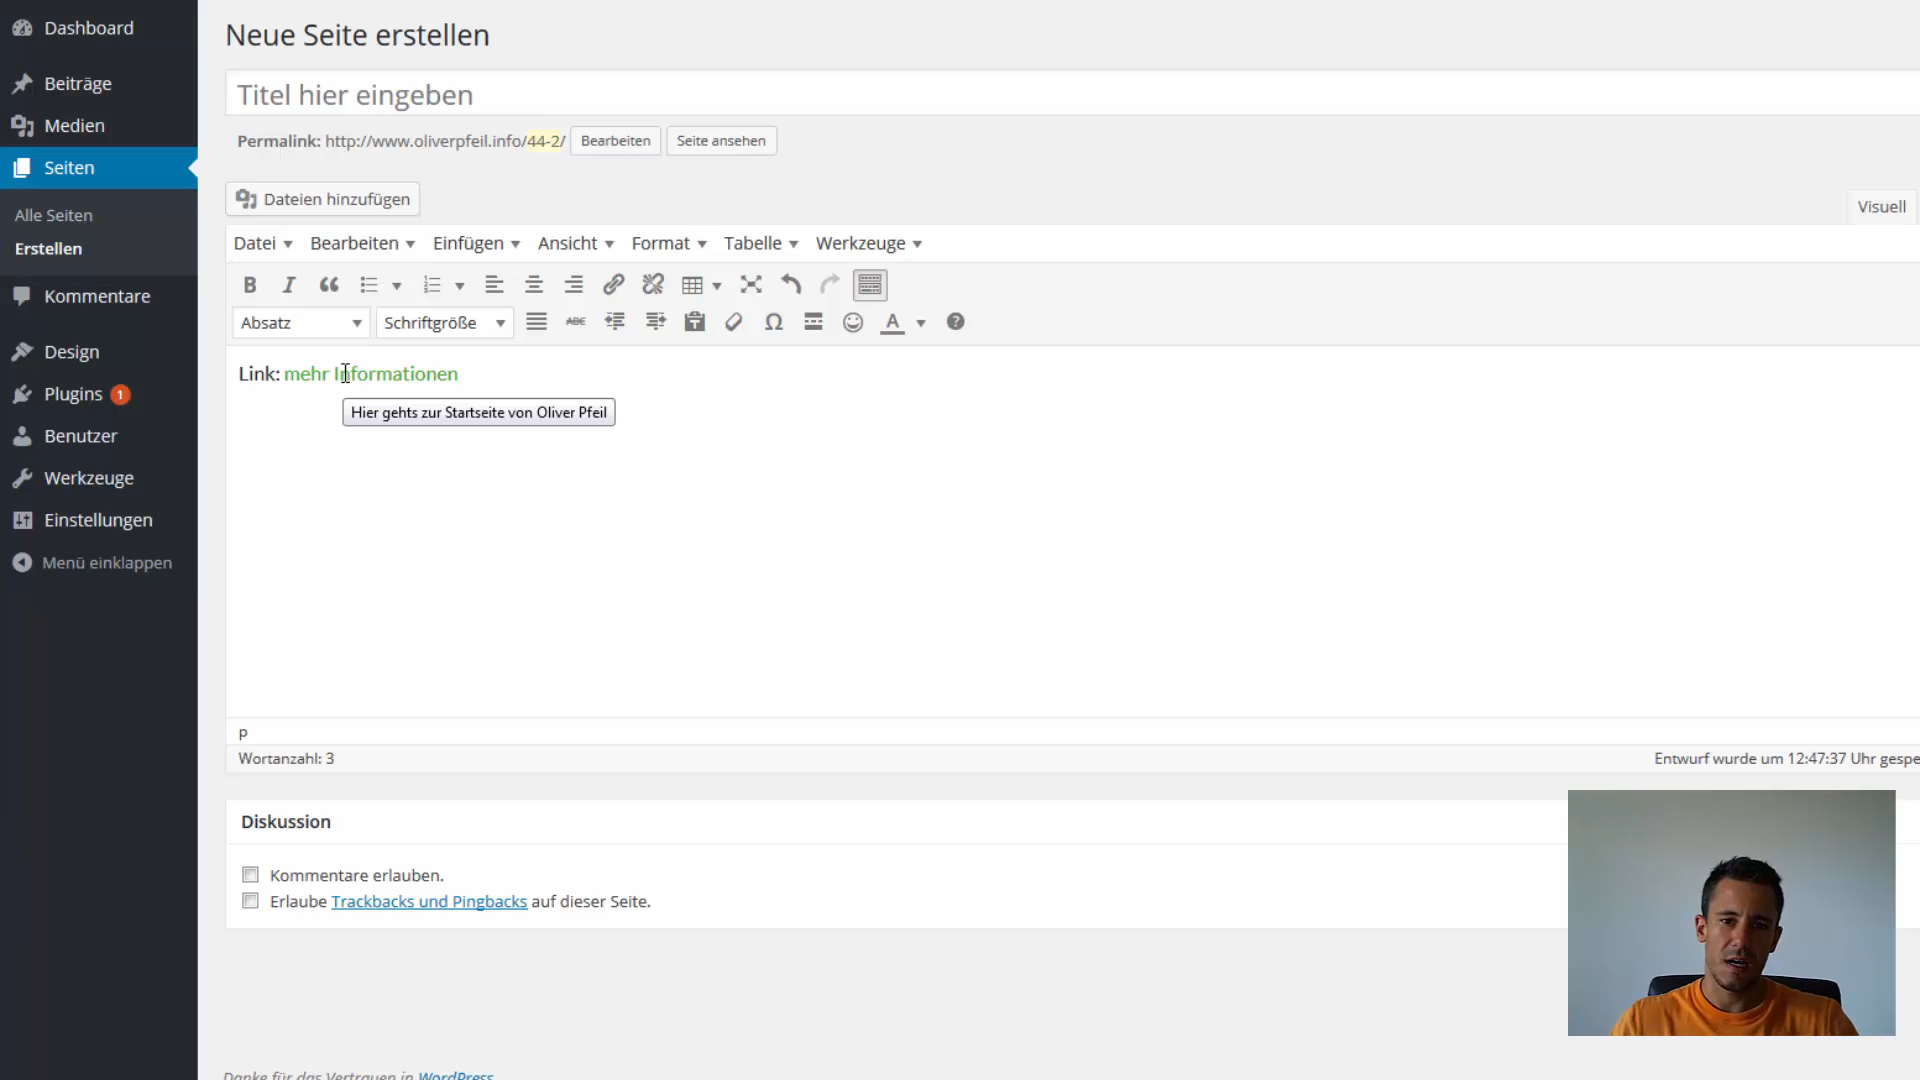 Dashboard
Beiträge
Medien
Seiten
Alle Seiten
Erstellen
Kommentare
Design
Plugins 1
Benutzer
Werkzeuge
Einstellungen
Menü einklappen
Neue Seite erstellen
Titel hier eingeben
Permalink: http://www.oliverpfeil.info/44-2/ Bearbeiten Seite ansehen
Dateien hinzufügen
Visuell
Datei Bearbeiten Einfügen Ansicht Format Tabelle Werkzeuge
Absatz Schriftgröße ABC
Link: mehr Informationen
Hier gehts zur Startseite von Oliver Pfeil
p
Wortanzahl: 3
Entwurf wurde um 12:47:37 Uhr gespe
Diskussion
Kommentare erlauben.
Erlaube Trackbacks und Pingbacks auf dieser Seite.
Danke für das Vertrauen in WordPress